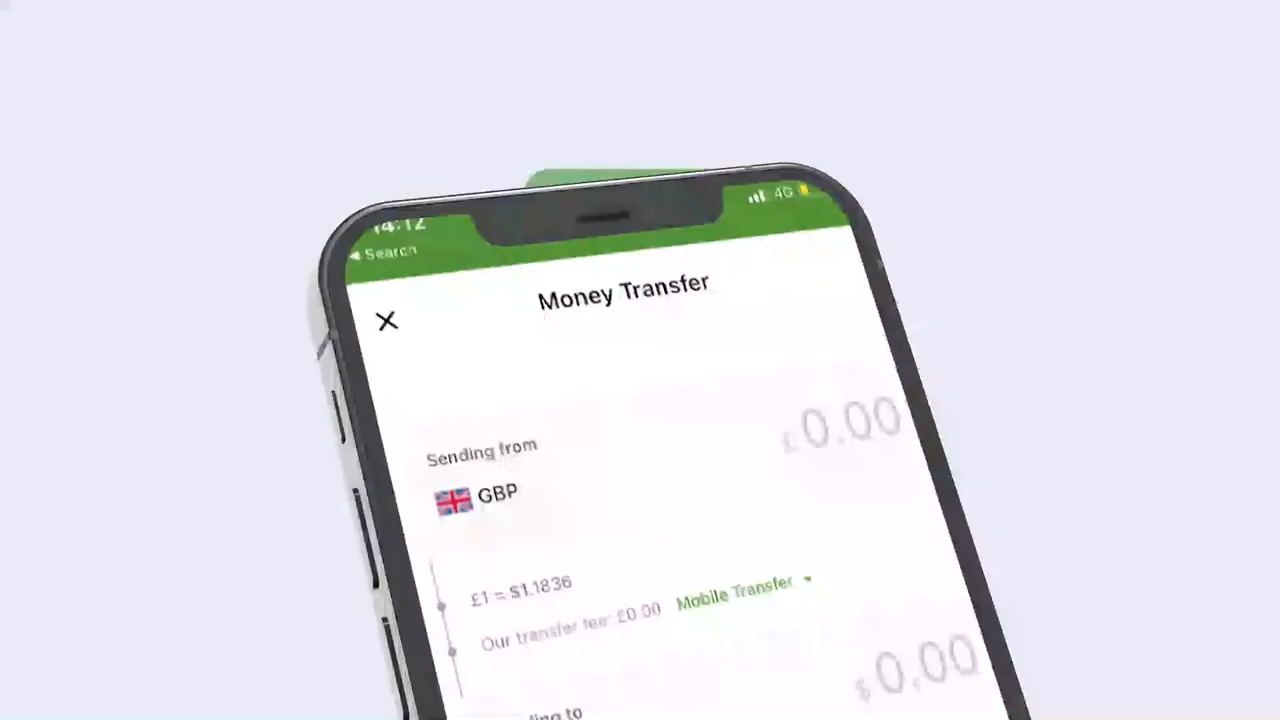 14:12
4G
Search
Money Transfer
Sending from
£0.00
GBP
£1 = $1.1836
Our transfer fee: £0.00 Mobile Transfer
$0.00
to